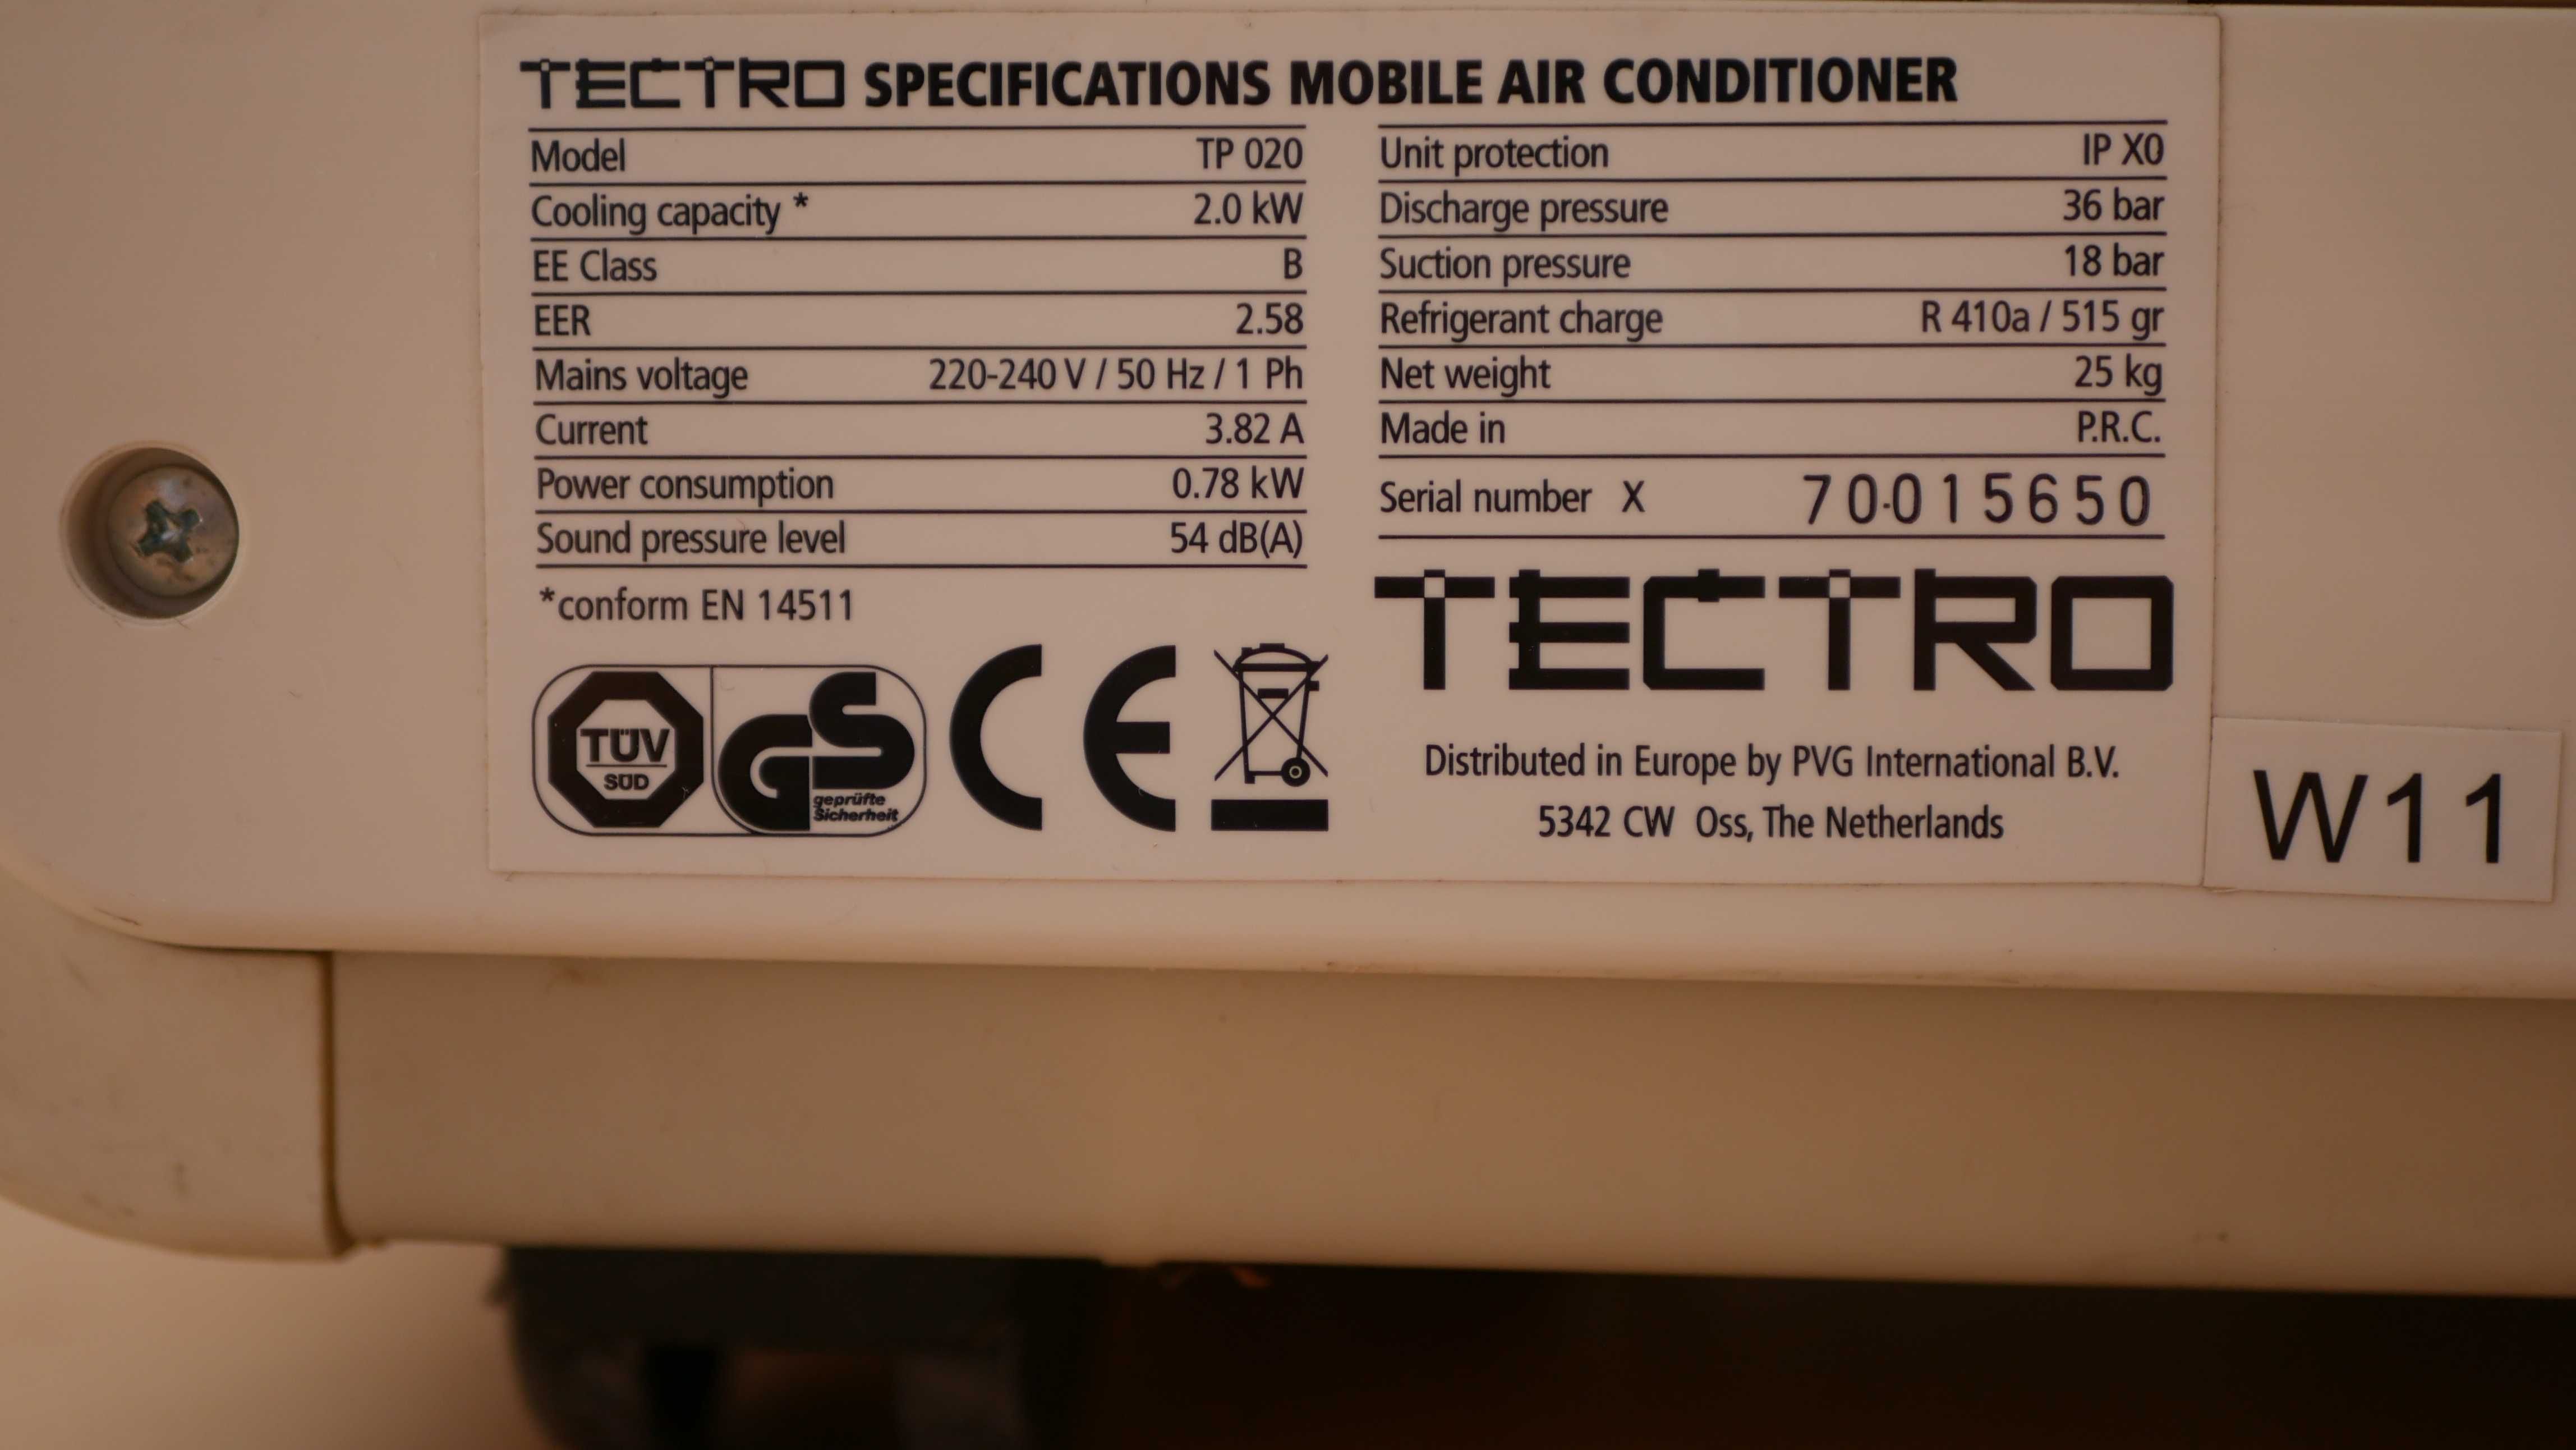 TECTRO SPECIFICATIONS MOBILE AIR CONDITIONER
Model TP 020
Cooling capacity * 2.0 kW
EE Class B
EER 2.58
Mains voltage 220-240 V / 50 Hz / 1 Ph
Current 3.82 A
Power consumption 0.78 kW
Sound pressure level 54 dB(A)
*conform EN 14511
TÜV
SÜD
GS
geprüfte
Sicherheit
CE
Unit protection IP X0
Discharge pressure 36 bar
Suction pressure 18 bar
Refrigerant charge R 410a / 515 gr
Net weight 25 kg
Made in P.R.C.
Serial number X 70-015650
TECTRO
Distributed in Europe by PVG International B.V.
5342 CW Oss, The Netherlands
W11